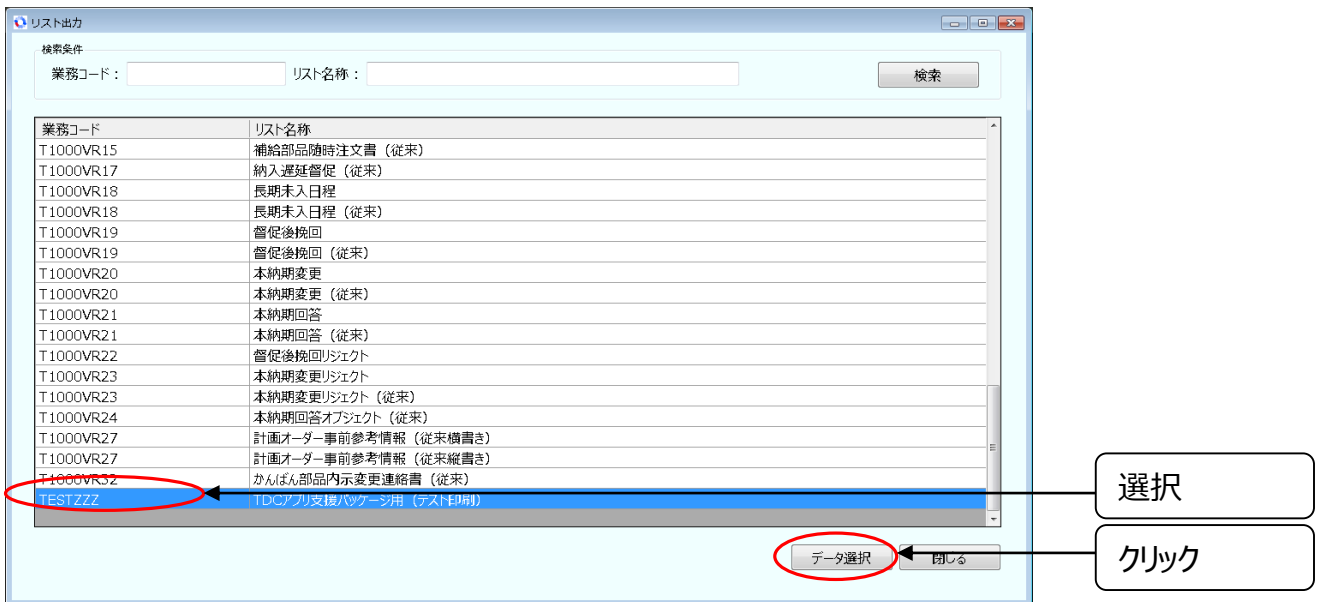 リスト出力
検索条件
業務コード： リスト名称： 検索
業務コード リスト名称
T1000VR15 補給部品随時注文書（従来）
T1000VR17 納入遅延督促（従来）
T1000VR18 長期未入日程
T1000VR18 長期未入日程（従来）
T1000VR19 督促後挽回
T1000VR19 督促後挽回（従来）
T1000VR20 本納期変更
T1000VR20 本納期変更（従来）
T1000VR21 本納期回答
T1000VR21 本納期回答（従来）
T1000VR22 督促後挽回リジェクト
T1000VR23 本納期変更リジェクト
T1000VR23 本納期変更リジェクト（従来）
T1000VR24 本納期回答オブジェクト（従来）
T1000VR27 計画オーダー事前参考情報（従来横書き）
T1000VR27 計画オーダー事前参考情報（従来縦書き）
T1000VR32 かんばん部品内示変更連絡書（従来）
TESTZZZ TDCアプリ支援パッケージ用（テスト印刷）
選択
データ選択 閉じる
クリック